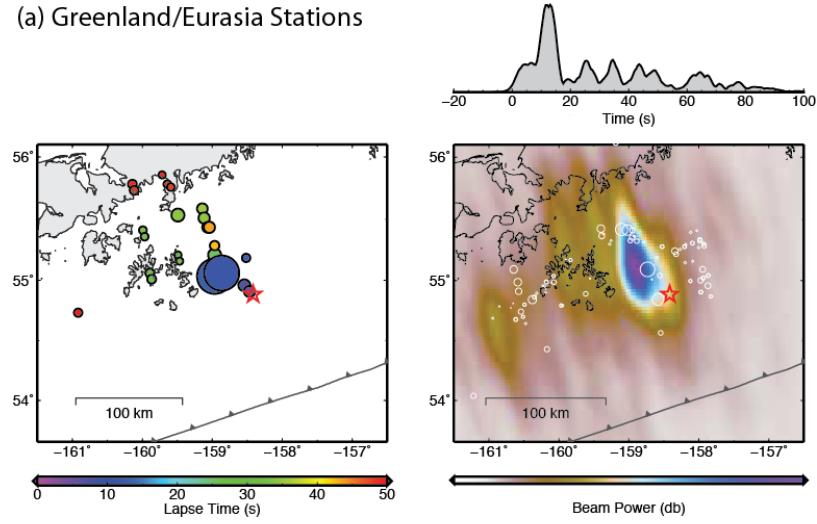 (a) Greenland/Eurasia Stations
−20 0 20 40 60 80 100
Time (s)
56°
55°
54°
100 km
−161° −160° −159° −158° −157°
0 10 20 30 40 50
Lapse Time (s)
56°
55°
54°
100 km
−161° −160° −159° −158° −157°
Beam Power (db)